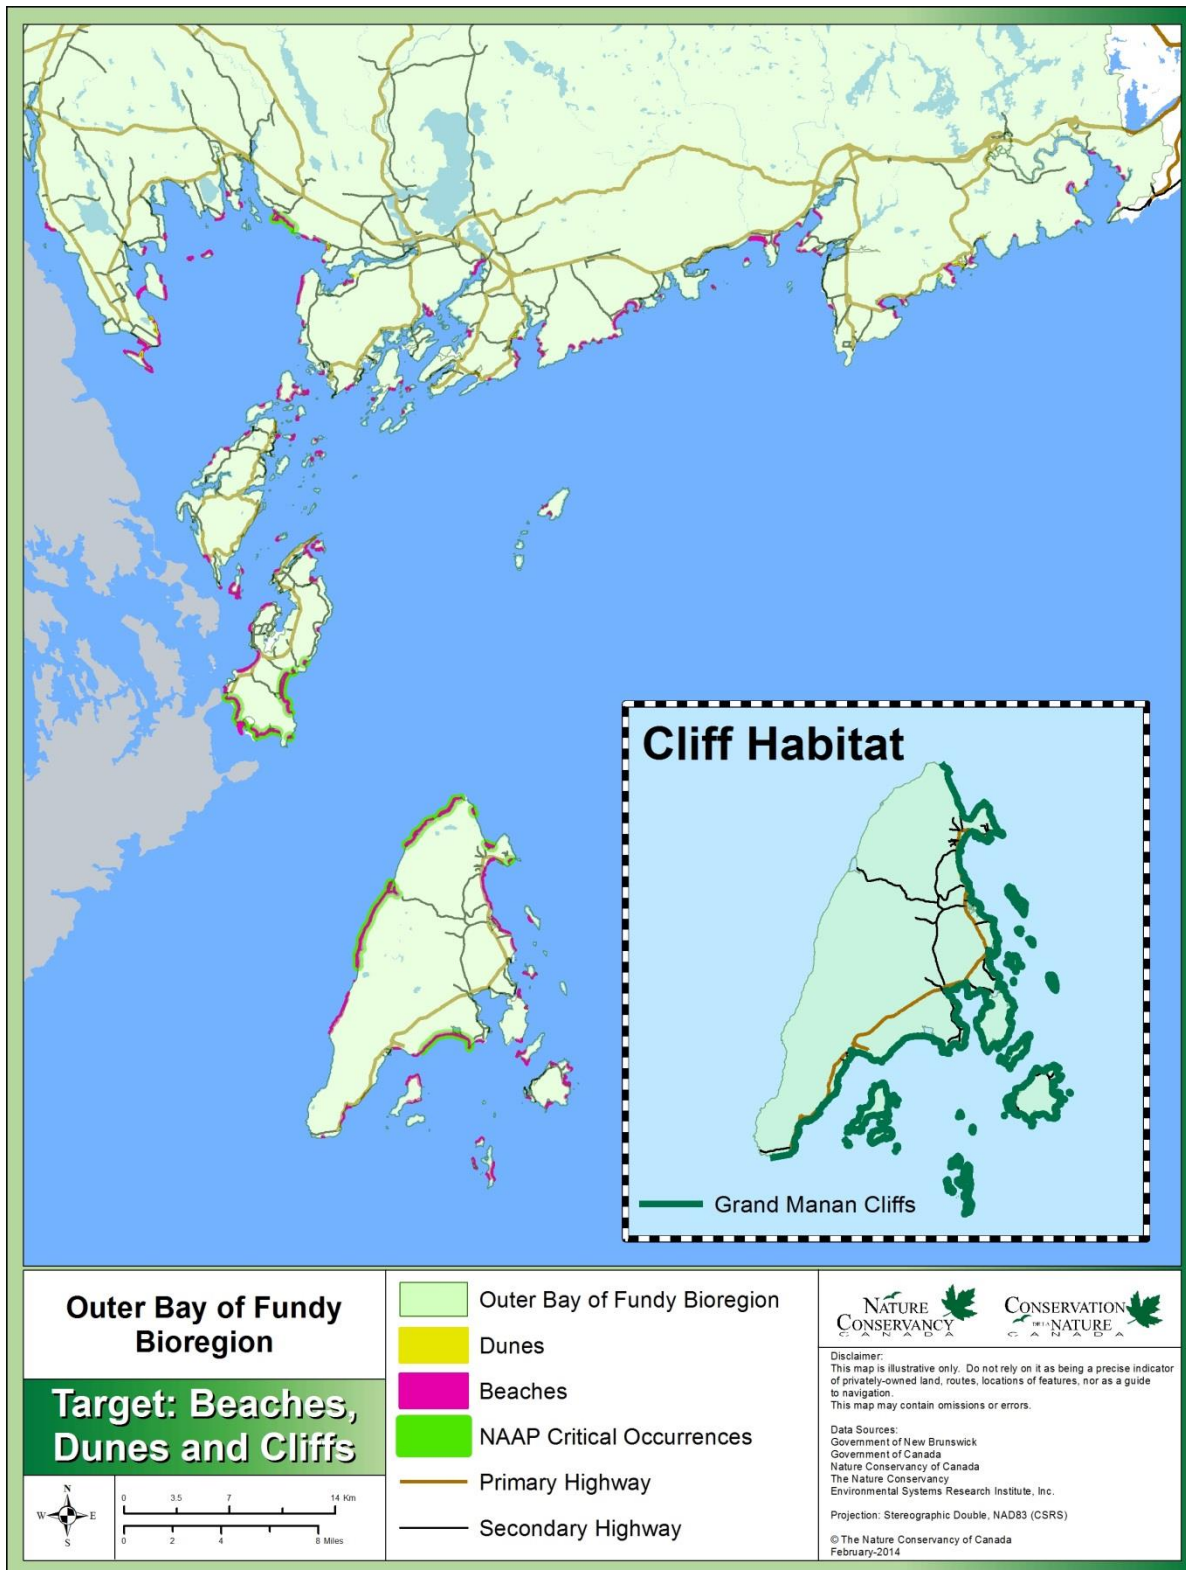 Cliff Habitat
Grand Manan Cliffs
Outer Bay of Fundy
Bioregion
Target: Beaches,
Dunes and Cliffs
N
W E
S
0 3.5 7 14 Km
0 2 4 8 Miles
Outer Bay of Fundy Bioregion
Dunes
Beaches
NAAP Critical Occurrences
Primary Highway
Secondary Highway
NATURE
CONSERVANCY
CANADA
CONSERVATION
DE LA NATURE
CANADA
Disclaimer:
This map is illustrative only. Do not rely on it as being a precise indicator
of privately-owned land, routes, locations of features, nor as a guide
to navigation.
This map may contain omissions or errors.
Data Sources:
Government of New Brunswick
Government of Canada
Nature Conservancy of Canada
The Nature Conservancy
Environmental Systems Research Institute, Inc.
Projection: Stereographic Double, NAD83 (CSRS)
© The Nature Conservancy of Canada
February-2014